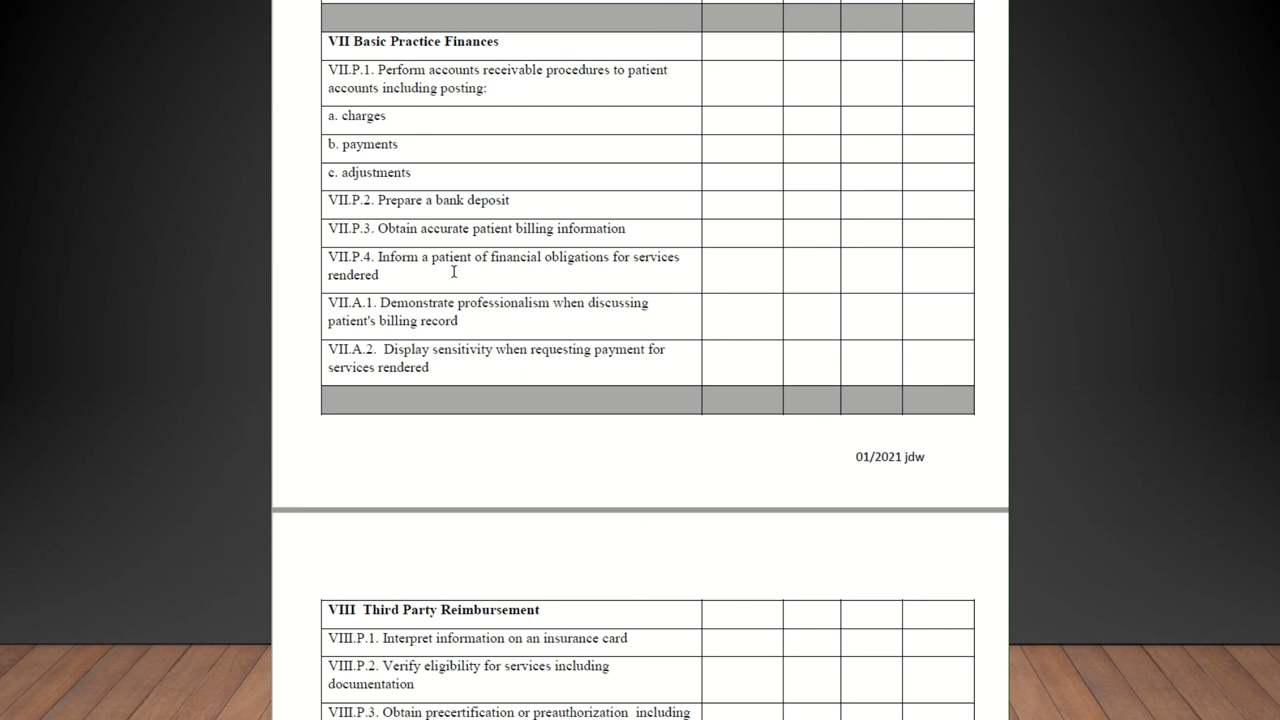 VII Basic Practice Finances
VII.P.1. Perform accounts receivable procedures to patient
accounts including posting:
a. charges
b. payments
c. adjustments
VII.P.2. Prepare a bank deposit
VII.P.3. Obtain accurate patient billing information
VII.P.4. Inform a patient of financial obligations for services
rendered
VII.A.1. Demonstrate professionalism when discussing
patient's billing record
VII.A.2.  Display sensitivity when requesting payment for
services rendered
01/2021 jdw
VIII  Third Party Reimbursement
VIII.P.1. Interpret information on an insurance card
VIII.P.2. Verify eligibility for services including
documentation
VIII.P.3. Obtain precertification or preauthorization  including